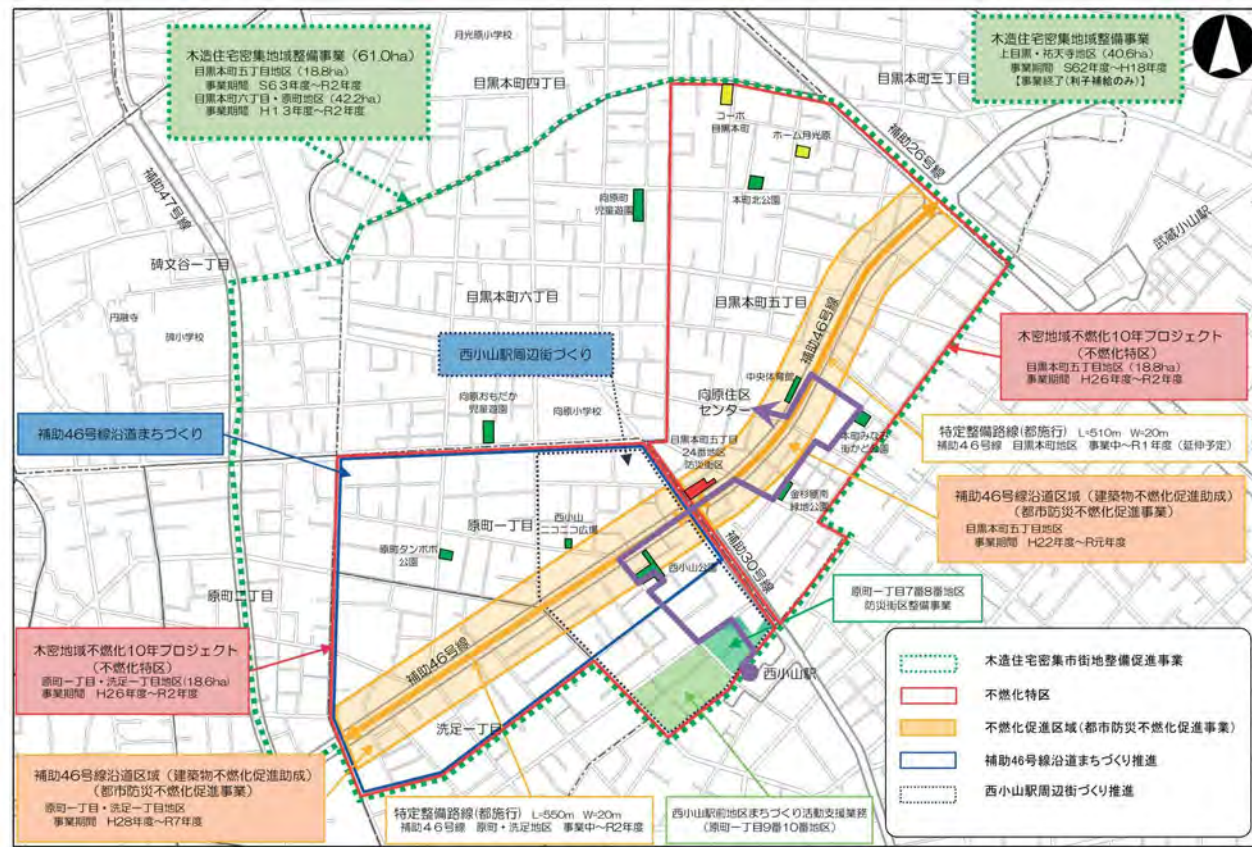 木造住宅密集地域整備事業(61.0ha)
目黒本町五丁目地区(18.8ha)
事業期間 S63年度~R2年度
目黒本町六丁目・原町地区(42.2ha)
事業期間 H13年度~R2年度
月光原小学校
目黒本町四丁目
目黒本町三丁目
木造住宅密集地域整備事業
上目黒・祐天寺地区(40.6ha)
事業期間 S62年度~H18年度
【事業終了(利子補給のみ)】
コーポ
目黒本町
ホーム月光原
補助26号線
補助47号線
向原町
児童遊園
本町北公園
武蔵小山駅
碑文谷一丁目
円融寺
碑小学校
目黒本町六丁目
目黒本町五丁目
補助46号線
西小山駅周辺街づくり
中央体育館
木密地域不燃化10年プロジェクト
(不燃化特区)
目黒本町五丁目地区(18.8ha)
事業期間 H26年度~R2年度
向原住区
センター
向原おもだか
児童遊園
向原小学校
補助46号線沿道まちづくり
目黒本町五丁目
24番地区
防災街区
本町みなみ
街かど公園
特定整備路線(都施行) L=510m W=20m
補助46号線 目黒本町地区 事業中~R1年度(延伸予定)
金杉原南
緑地公園
補助46号線沿道区域(建築物不燃化促進助成)
(都市防災不燃化促進事業)
目黒本町五丁目地区
事業期間 H22年度~R元年度
原町一丁目
西小山
ニコニコ広場
原町タンポポ
公園
西小山公園
補助30号線
原町二丁目
原町一丁目7番8番地区
防災街区整備事業
木密地域不燃化10年プロジェクト
(不燃化特区)
原町一丁目・洗足一丁目地区(18.6ha)
事業期間 H26年度~R2年度
補助46号線
西小山駅
洗足一丁目
木造住宅密集市街地整備促進事業
不燃化特区
不燃化促進区域(都市防災不燃化促進事業)
補助46号線沿道まちづくり推進
西小山駅周辺街づくり推進
補助46号線沿道区域(建築物不燃化促進助成)
(都市防災不燃化促進事業)
原町一丁目・洗足一丁目地区
事業期間 H28年度~R7年度
特定整備路線(都施行) L=550m W=20m
補助46号線 原町・洗足地区 事業中~R2年度
西小山駅前地区まちづくり活動支援業務
(原町一丁目9番10番地区)